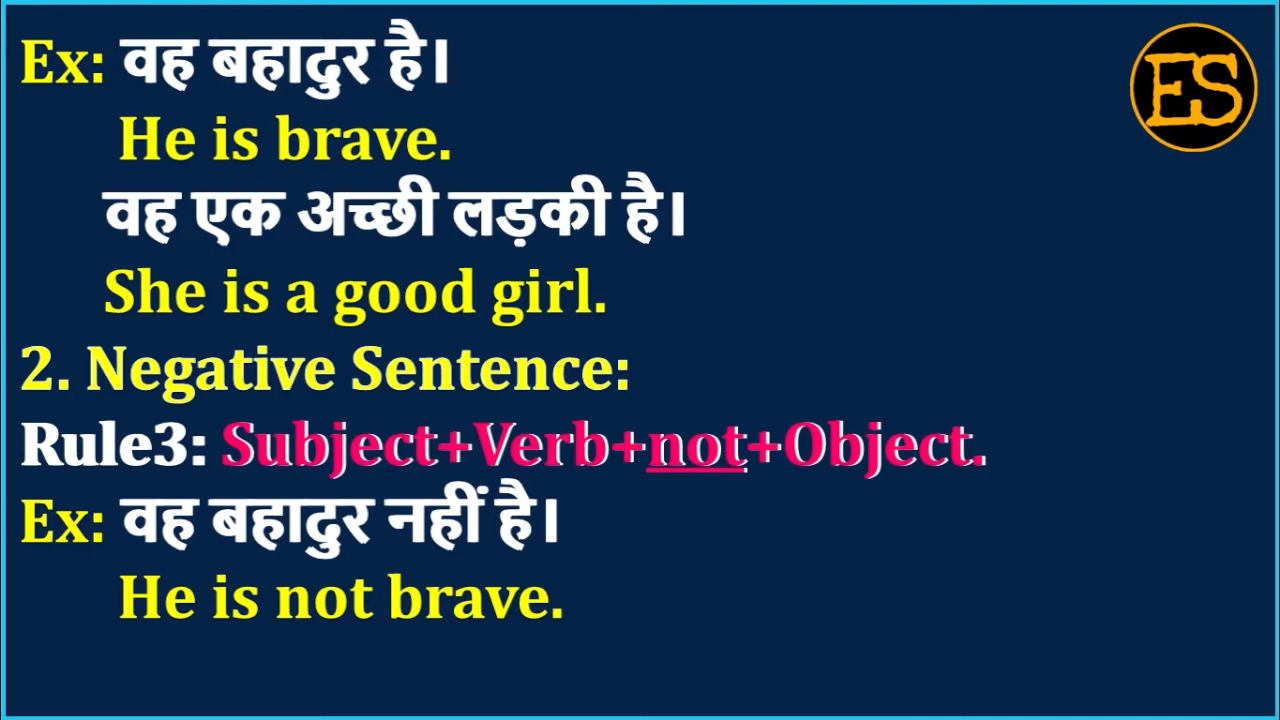 Ex: वह बहादुर है।
ES
He is brave.
वह एक अच्छी लड़की है।
She is a good girl.
2. Negative Sentence:
Rule3: Subject+Verb+not+Object.
Ex: वह बहादुर नहीं है।
He is not brave.